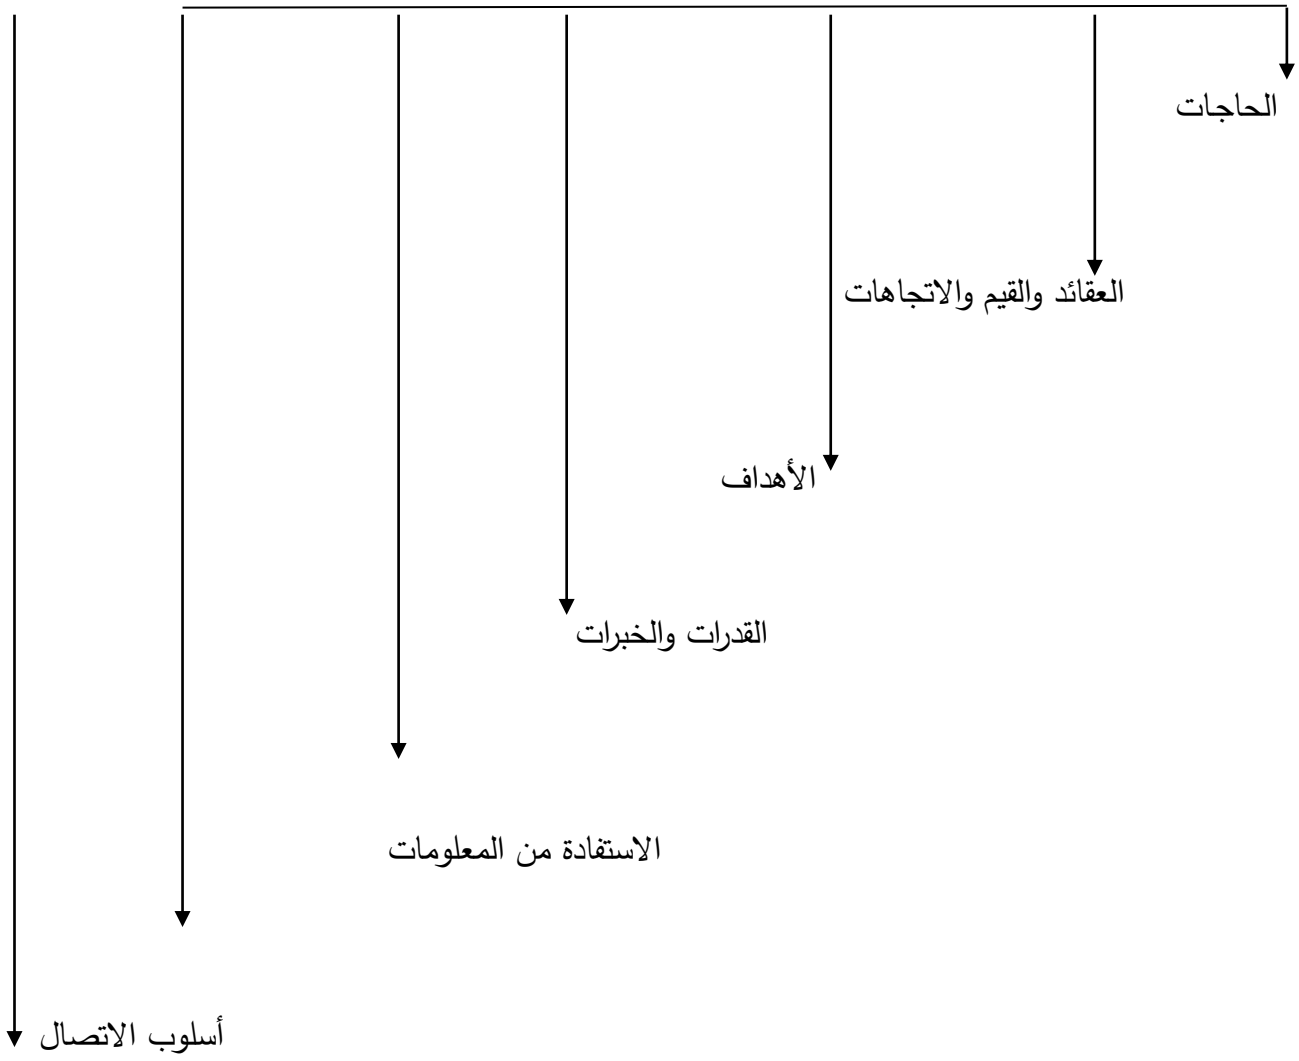 الحاجات
العقائد والقيم والاتجاهات
الأهداف
القدرات والخبرات
الاستفادة من المعلومات
أسلوب الاتصال